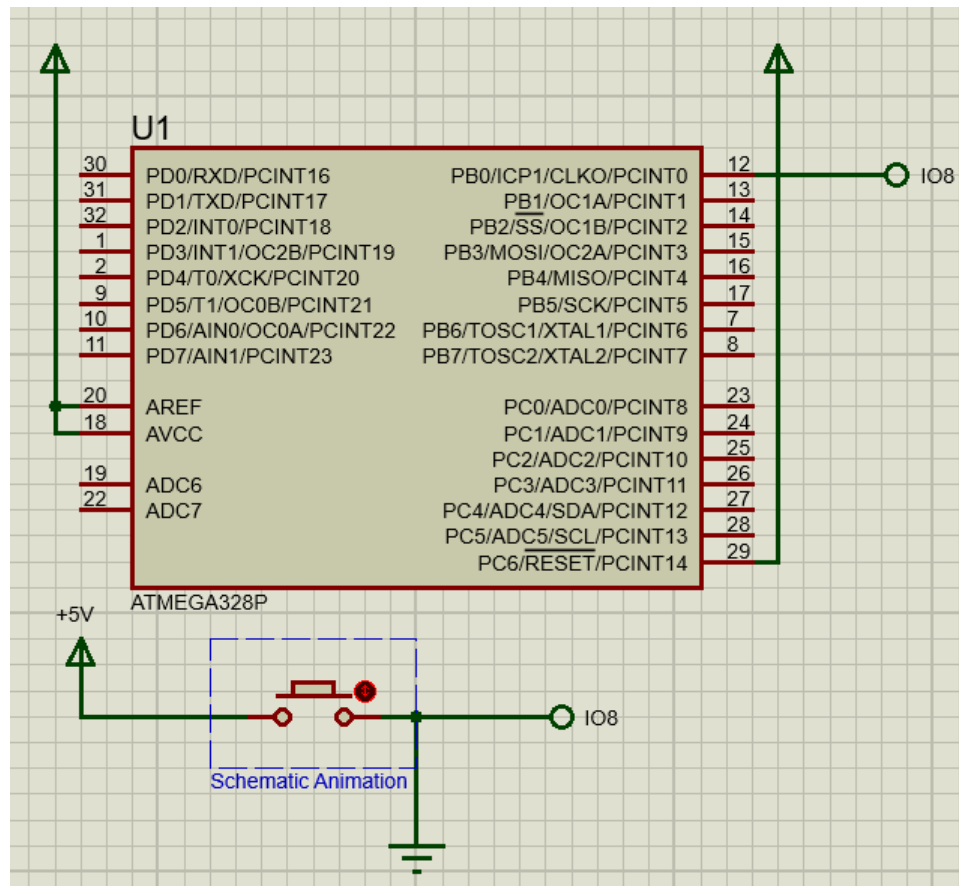 U1
30 PD0/RXD/PCINT16 PB0/ICP1/CLKO/PCINT0 12 IO8
31 PD1/TXD/PCINT17 PB1/OC1A/PCINT1 13
32 PD2/INT0/PCINT18 PB2/SS/OC1B/PCINT2 14
1 PD3/INT1/OC2B/PCINT19 PB3/MOSI/OC2A/PCINT3 15
2 PD4/T0/XCK/PCINT20 PB4/MISO/PCINT4 16
9 PD5/T1/OC0B/PCINT21 PB5/SCK/PCINT5 17
10 PD6/AIN0/OC0A/PCINT22 PB6/TOSC1/XTAL1/PCINT6 7
11 PD7/AIN1/PCINT23 PB7/TOSC2/XTAL2/PCINT7 8
20 AREF PC0/ADC0/PCINT8 23
18 AVCC PC1/ADC1/PCINT9 24
PC2/ADC2/PCINT10 25
19 ADC6 PC3/ADC3/PCINT11 26
22 ADC7 PC4/ADC4/SDA/PCINT12 27
PC5/ADC5/SCL/PCINT13 28
PC6/RESET/PCINT14 29
ATMEGA328P
+5V
IO8
Schematic Animation